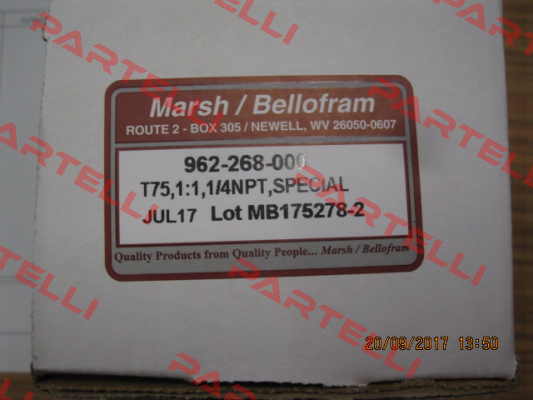 Marsh / Bellofram
ROUTE 2 - BOX 305 / NEWELL, WV 26050-0607
962-268-000
T75,1:1,1/4NPT,SPECIAL
JUL17 Lot MB175278-2
Quality Products from Quality People... Marsh / Bellofram
20/09/2017 13:50
PARTELLI
PARTELLI
PARTELLI
PARTELLI
PARTELLI
PARTELLI